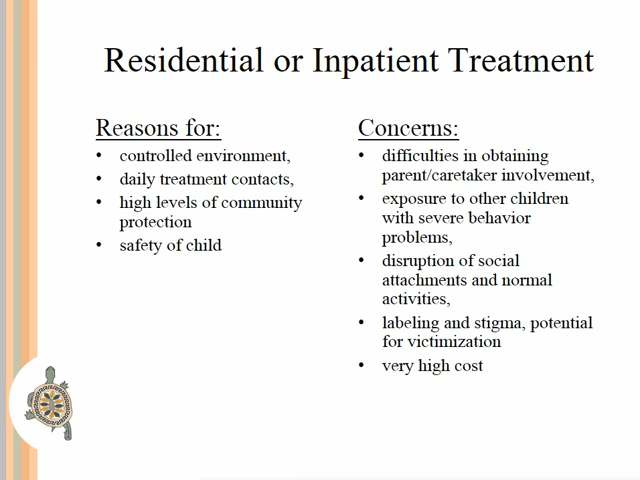 Residential or Inpatient Treatment
Reasons for:
• controlled environment,
• daily treatment contacts,
• high levels of community
protection
• safety of child
Concerns:
• difficulties in obtaining
parent/caretaker involvement,
• exposure to other children
with severe behavior
problems,
• disruption of social
attachments and normal
activities,
• labeling and stigma, potential
for victimization
• very high cost